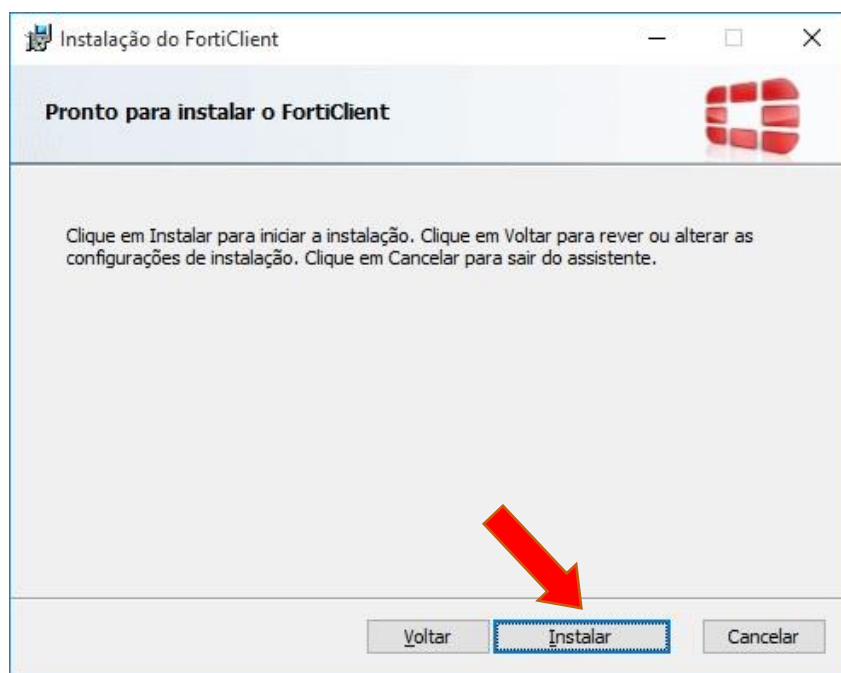 Instalação do FortiClient
Pronto para instalar o FortiClient
Clique em Instalar para iniciar a instalação. Clique em Voltar para rever ou alterar as
configurações de instalação. Clique em Cancelar para sair do assistente.
Voltar Instalar Cancelar